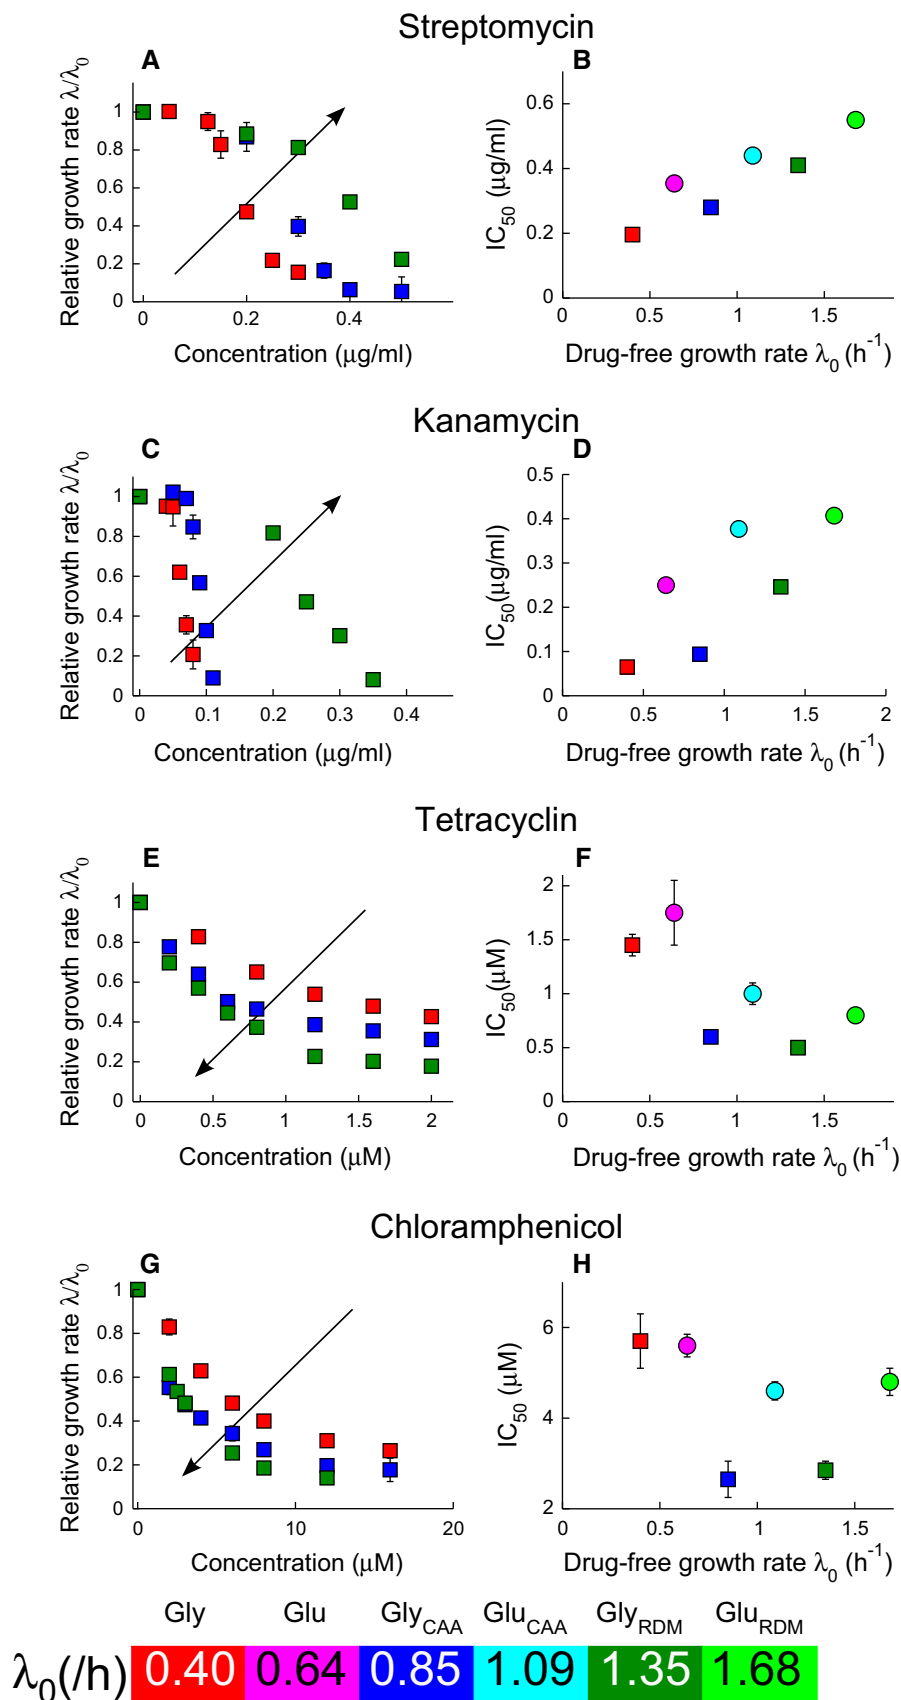 Streptomycin
A
Relative growth rate λ/λ₀
1
0.8
0.6
0.4
0.2
0
0 0.2 0.4
Concentration (μg/ml)
B
IC₅₀ (μg/ml)
0.6
0.4
0.2
0
0 0.5 1 1.5
Drug-free growth rate λ₀ (h⁻¹)
Kanamycin
C
Relative growth rate λ/λ₀
1
0.8
0.6
0.4
0.2
0
0 0.1 0.2 0.3 0.4
Concentration (μg/ml)
D
IC₅₀(μg/ml)
0.5
0.4
0.3
0.2
0.1
0
0 0.5 1 1.5 2
Drug-free growth rate λ₀ (h⁻¹)
Tetracyclin
E
Relative growth rate λ/λ₀
1
0.8
0.6
0.4
0.2
0
0 0.5 1 1.5 2
Concentration (μM)
F
IC₅₀(μM)
2
1.5
1
0.5
0
0 0.5 1 1.5
Drug-free growth rate λ₀ (h⁻¹)
Chloramphenicol
G
Relative growth rate λ/λ₀
1
0.8
0.6
0.4
0.2
0
0 10 20
Concentration (μM)
H
IC₅₀ (μM)
6
4
2
0 0.5 1 1.5
Drug-free growth rate λ₀ (h⁻¹)
Gly Glu Gly_CAA Glu_CAA Gly_RDM Glu_RDM
λ₀(/h) 0.40 0.64 0.85 1.09 1.35 1.68